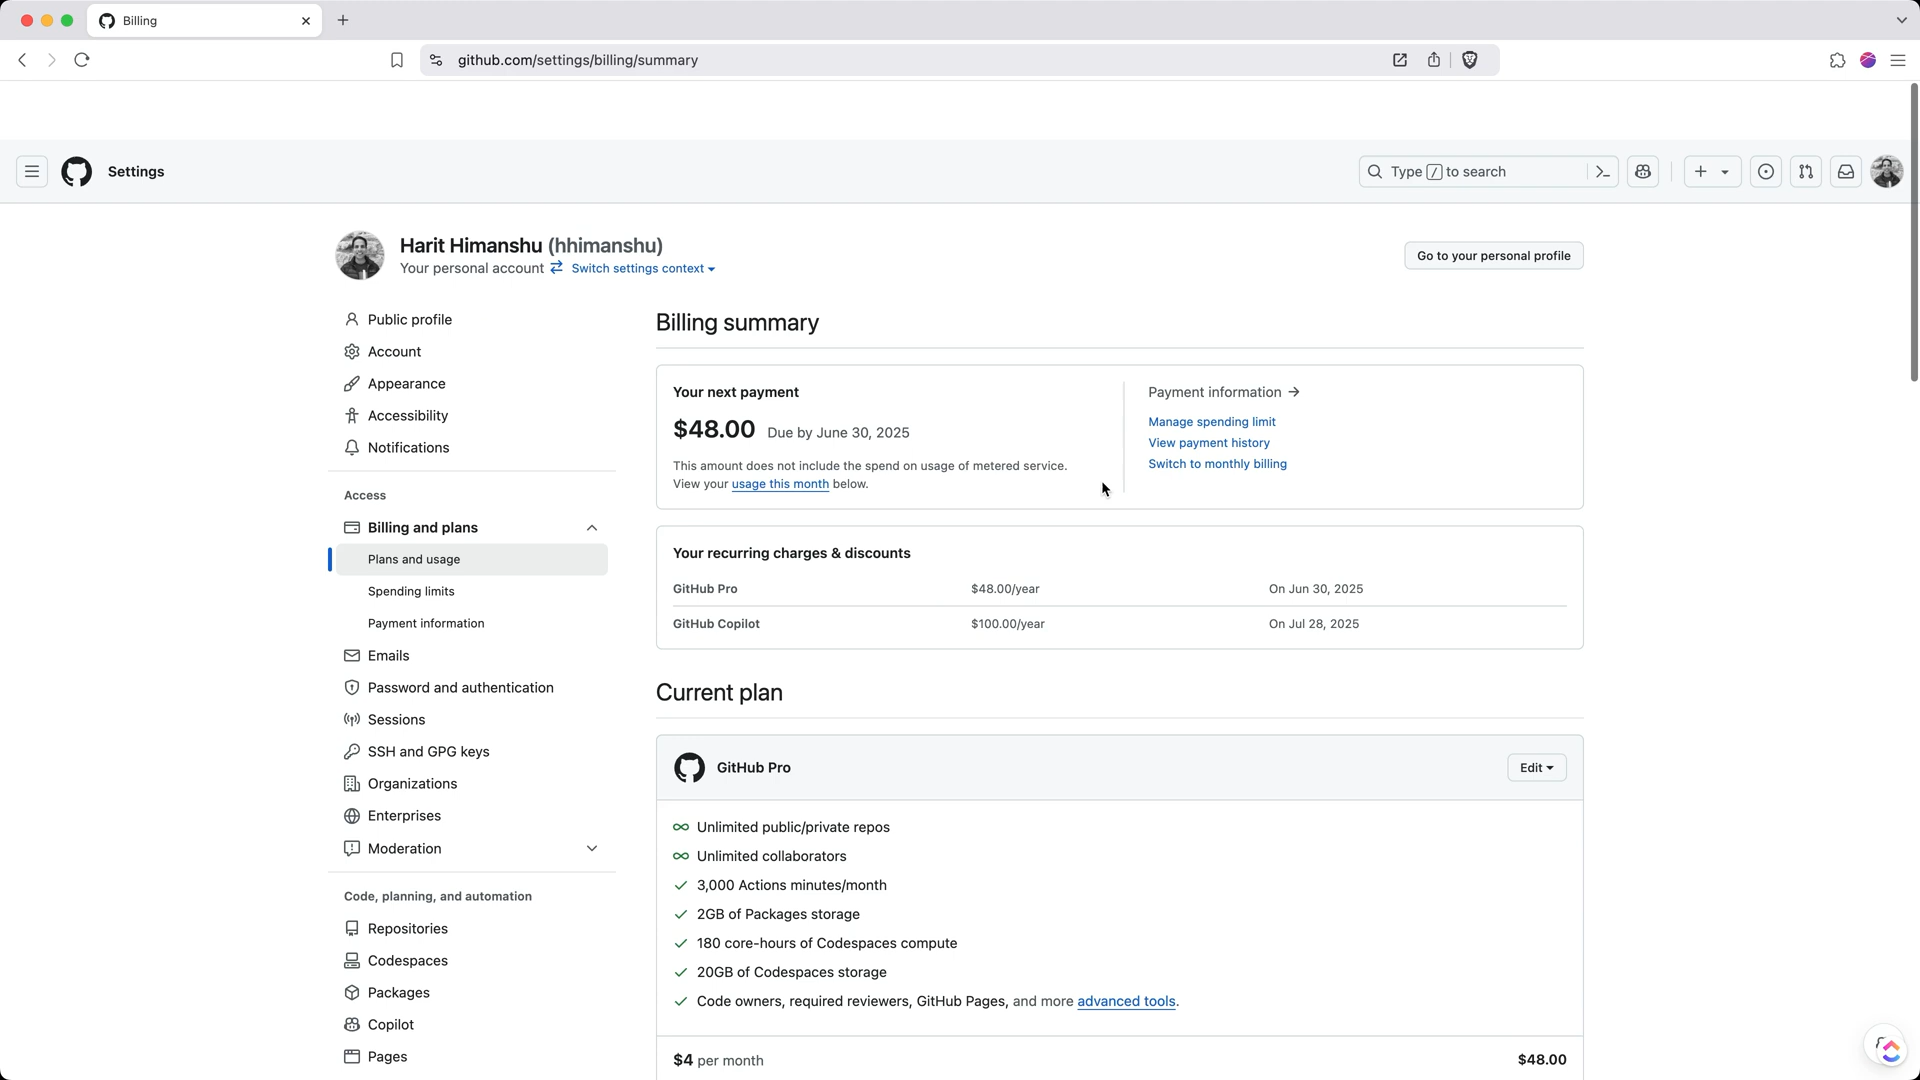 Billing
github.com/settings/billing/summary
Settings
Type / to search
Harit Himanshu (hhimanshu)
Your personal account Switch settings context
Go to your personal profile
Public profile
Account
Appearance
Accessibility
Notifications
Access
Billing and plans
Plans and usage
Spending limits
Payment information
Emails
Password and authentication
Sessions
SSH and GPG keys
Organizations
Enterprises
Moderation
Code, planning, and automation
Repositories
Codespaces
Packages
Copilot
Pages
Billing summary
Your next payment
$48.00 Due by June 30, 2025
This amount does not include the spend on usage of metered service.
View your usage this month below.
Payment information
Manage spending limit
View payment history
Switch to monthly billing
Your recurring charges & discounts
GitHub Pro $48.00/year On Jun 30, 2025
GitHub Copilot $100.00/year On Jul 28, 2025
Current plan
GitHub Pro
Edit
Unlimited public/private repos
Unlimited collaborators
3,000 Actions minutes/month
2GB of Packages storage
180 core-hours of Codespaces compute
20GB of Codespaces storage
Code owners, required reviewers, GitHub Pages, and more advanced tools.
$4 per month $48.00